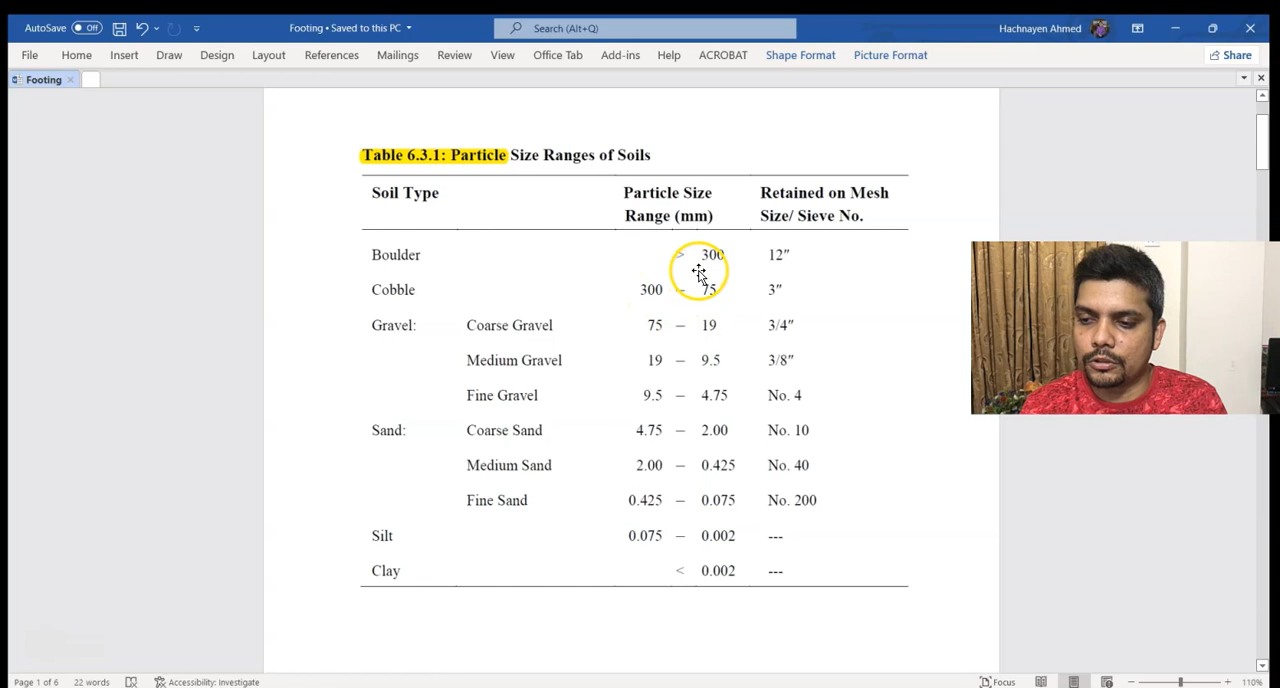 AutoSave Off Footing • Saved to this PC Search (Alt+Q) Hachnayen Ahmed
File Home Insert Draw Design Layout References Mailings Review View Office Tab Add-ins Help ACROBAT Shape Format Picture Format Share
Footing
Table 6.3.1: Particle Size Ranges of Soils
Soil Type Particle Size Retained on Mesh
Range (mm) Size/ Sieve No.
Boulder > 300 12″
Cobble 300 – 75 3″
Gravel: Coarse Gravel 75 – 19 3/4″
Medium Gravel 19 – 9.5 3/8″
Fine Gravel 9.5 – 4.75 No. 4
Sand: Coarse Sand 4.75 – 2.00 No. 10
Medium Sand 2.00 – 0.425 No. 40
Fine Sand 0.425 – 0.075 No. 200
Silt 0.075 – 0.002 ---
Clay < 0.002 ---
Page 1 of 6 22 words Accessibility: Investigate Focus 110%